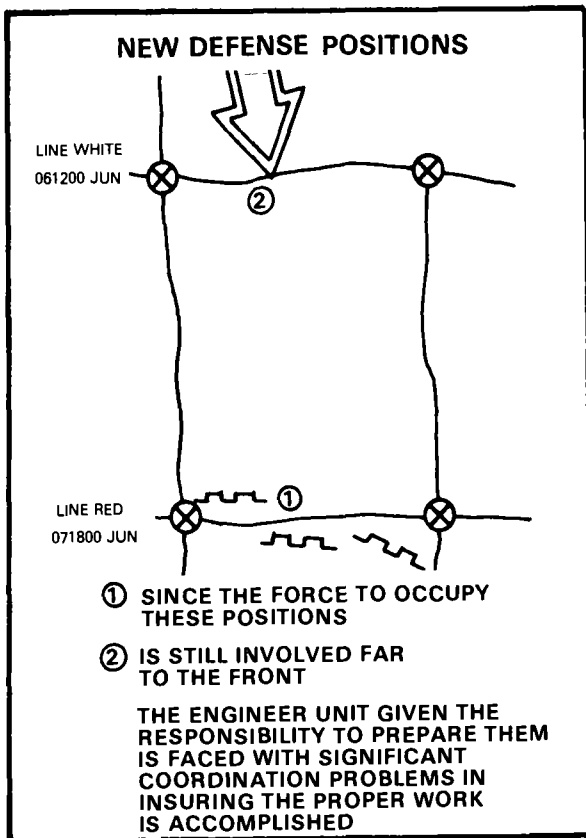 NEW DEFENSE POSITIONS
LINE WHITE
061200 JUN
②
①
LINE RED
071800 JUN
① SINCE THE FORCE TO OCCUPY
THESE POSITIONS
② IS STILL INVOLVED FAR
TO THE FRONT
THE ENGINEER UNIT GIVEN THE
RESPONSIBILITY TO PREPARE THEM
IS FACED WITH SIGNIFICANT
COORDINATION PROBLEMS IN
INSURING THE PROPER WORK
IS ACCOMPLISHED